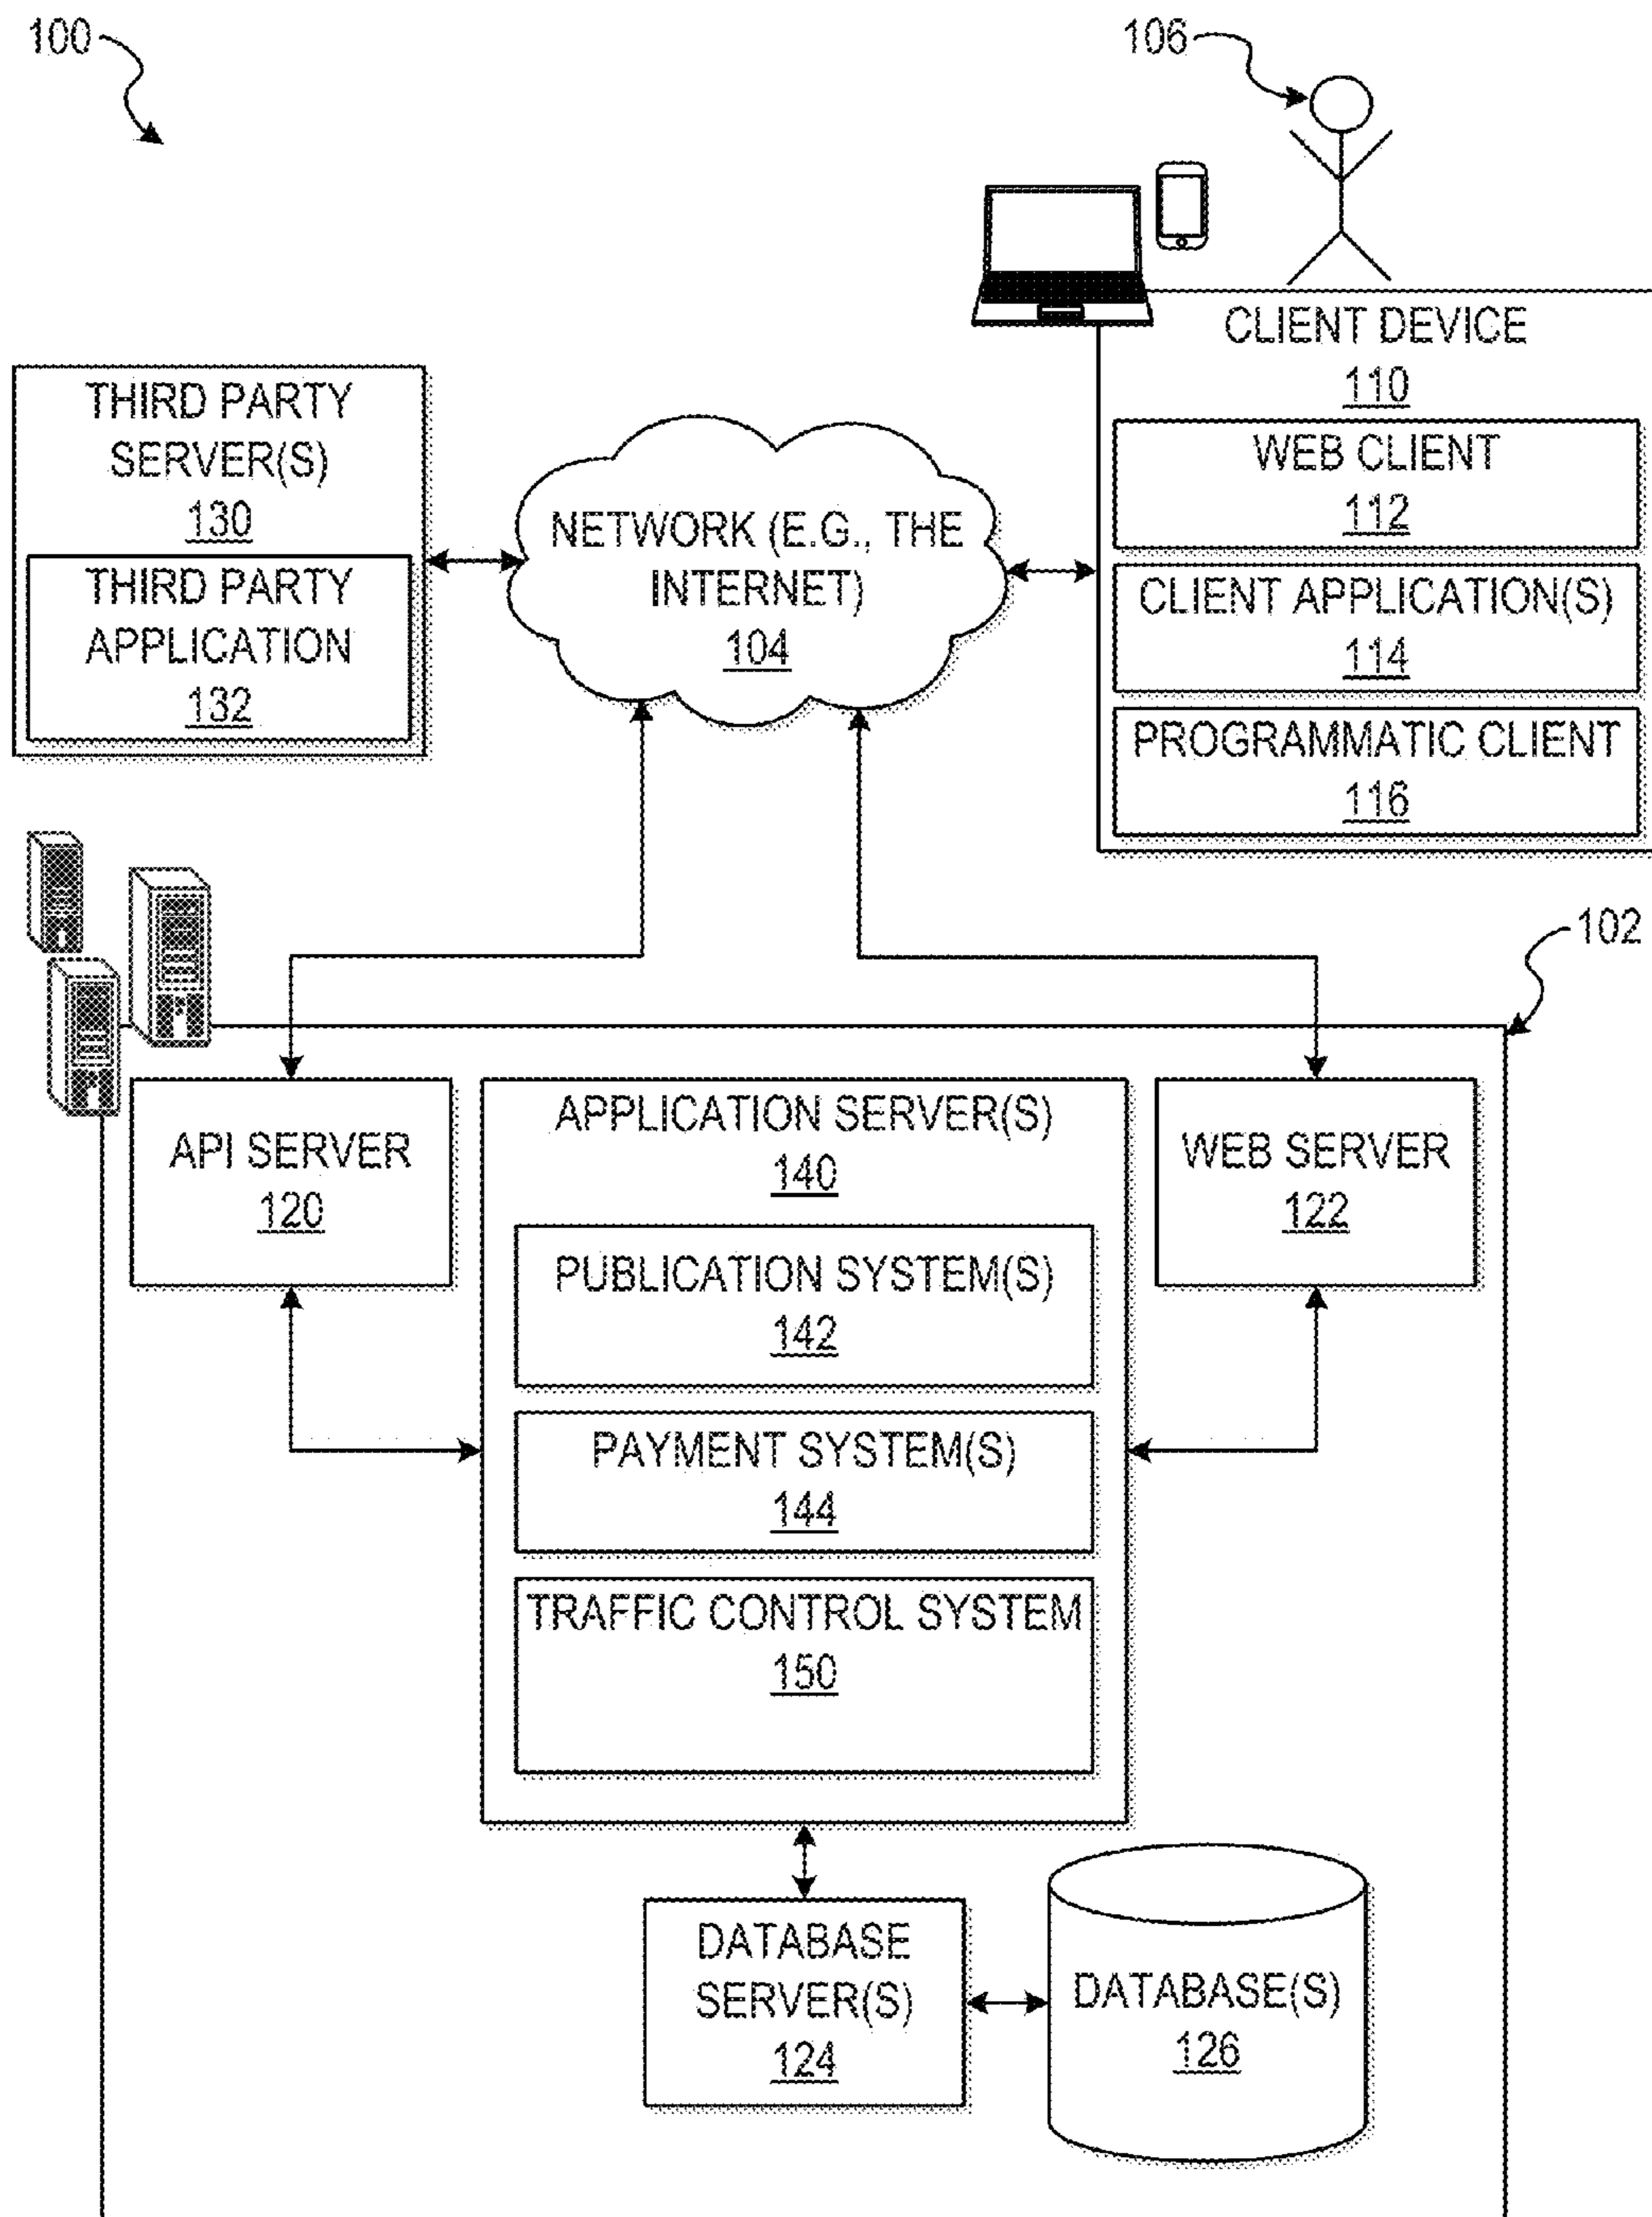 100
106
CLIENT DEVICE
110
WEB CLIENT
112
CLIENT APPLICATION(S)
114
PROGRAMMATIC CLIENT
116
THIRD PARTY
SERVER(S)
130
THIRD PARTY
APPLICATION
132
NETWORK (E.G., THE
INTERNET)
104
102
API SERVER
120
APPLICATION SERVER(S)
140
PUBLICATION SYSTEM(S)
142
PAYMENT SYSTEM(S)
144
TRAFFIC CONTROL SYSTEM
150
WEB SERVER
122
DATABASE
SERVER(S)
124
DATABASE(S)
126